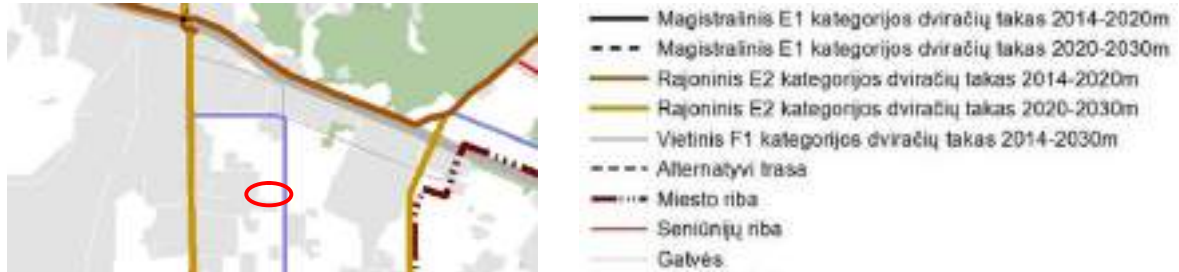 Magistralinis E1 kategorijos dviračių takas 2014-2020m
Magistralinis E1 kategorijos dviračių takas 2020-2030m
Rajoninis E2 kategorijos dviračių takas 2014-2020m
Rajoninis E2 kategorijos dviračių takas 2020-2030m
Vietinis F1 kategorijos dviračių takas 2014-2030m
Alternatyvi trasa
Miesto riba
Seniūnijų riba
Gatvės